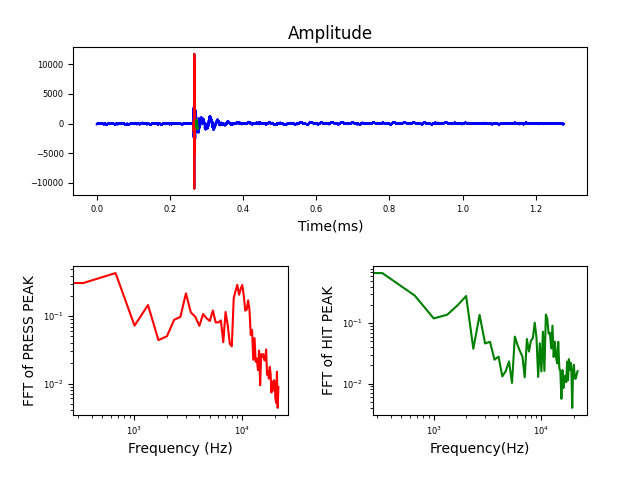 Amplitude
10000
5000
0
−5000
−10000
0.0 0.2 0.4 0.6 0.8 1.0 1.2
Time(ms)
FFT of PRESS PEAK
10⁻¹
10⁻²
10³ 10⁴
Frequency (Hz)
FFT of HIT PEAK
10⁻¹
10⁻²
10³ 10⁴
Frequency(Hz)